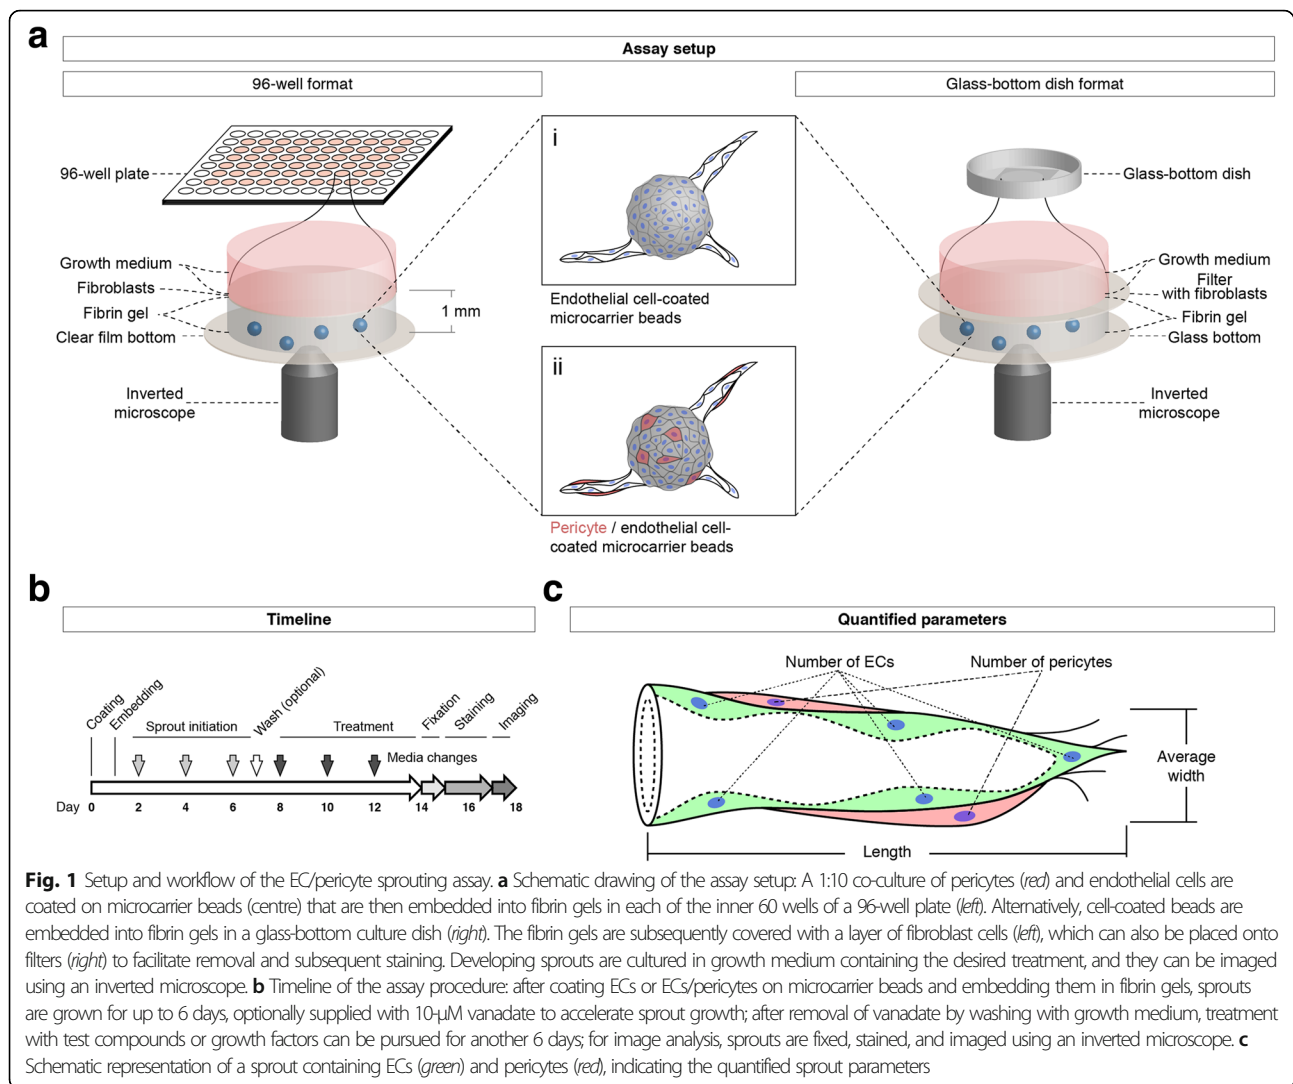 a
Assay setup
96-well format
Glass-bottom dish format
96-well plate
Growth medium
Fibroblasts
Fibrin gel
Clear film bottom
1 mm
Inverted
microscope
i
Endothelial cell-coated
microcarrier beads
ii
Pericyte / endothelial cell-
coated microcarrier beads
Glass-bottom dish
Growth medium
Filter
with fibroblasts
Fibrin gel
Glass bottom
Inverted
microscope
b
Timeline
Coating
Embedding
Sprout initiation
Wash (optional)
Treatment
Fixation
Staining
Imaging
Media changes
Day 0 2 4 6 8 10 12 14 16 18
c
Quantified parameters
Number of ECs
Number of pericytes
Average
width
Length
Fig. 1 Setup and workflow of the EC/pericyte sprouting assay. a Schematic drawing of the assay setup: A 1:10 co-culture of pericytes (red) and endothelial cells are
coated on microcarrier beads (centre) that are then embedded into fibrin gels in each of the inner 60 wells of a 96-well plate (left). Alternatively, cell-coated beads are
embedded into fibrin gels in a glass-bottom culture dish (right). The fibrin gels are subsequently covered with a layer of fibroblast cells (left), which can also be placed onto
filters (right) to facilitate removal and subsequent staining. Developing sprouts are cultured in growth medium containing the desired treatment, and they can be imaged
using an inverted microscope. b Timeline of the assay procedure: after coating ECs or ECs/pericytes on microcarrier beads and embedding them in fibrin gels, sprouts
are grown for up to 6 days, optionally supplied with 10-μM vanadate to accelerate sprout growth; after removal of vanadate by washing with growth medium, treatment
with test compounds or growth factors can be pursued for another 6 days; for image analysis, sprouts are fixed, stained, and imaged using an inverted microscope. c
Schematic representation of a sprout containing ECs (green) and pericytes (red), indicating the quantified sprout parameters